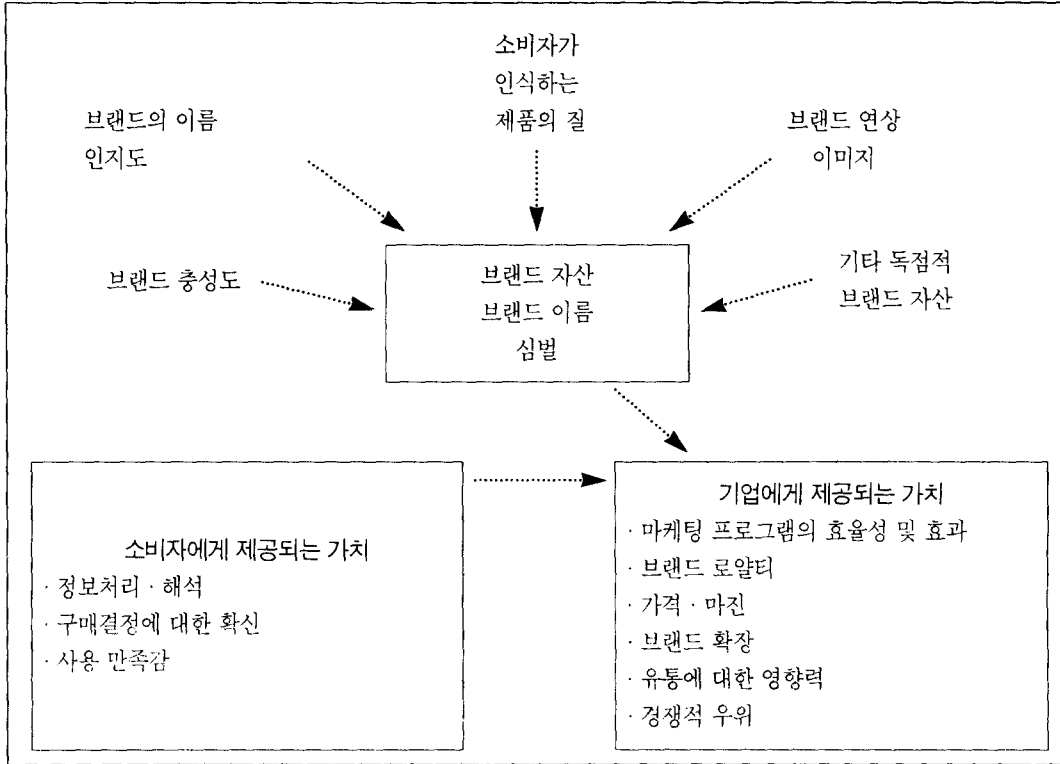 소비자가
인식하는
제품의 질
브랜드의 이름
인지도
브랜드 연상
이미지
브랜드 충성도
기타 독점적
브랜드 자산
브랜드 자산
브랜드 이름
심벌
소비자에게 제공되는 가치
· 정보처리 · 해석
· 구매결정에 대한 확신
· 사용 만족감
기업에게 제공되는 가치
· 마케팅 프로그램의 효율성 및 효과
· 브랜드 로얄티
· 가격 · 마진
· 브랜드 확장
· 유통에 대한 영향력
· 경쟁적 우위